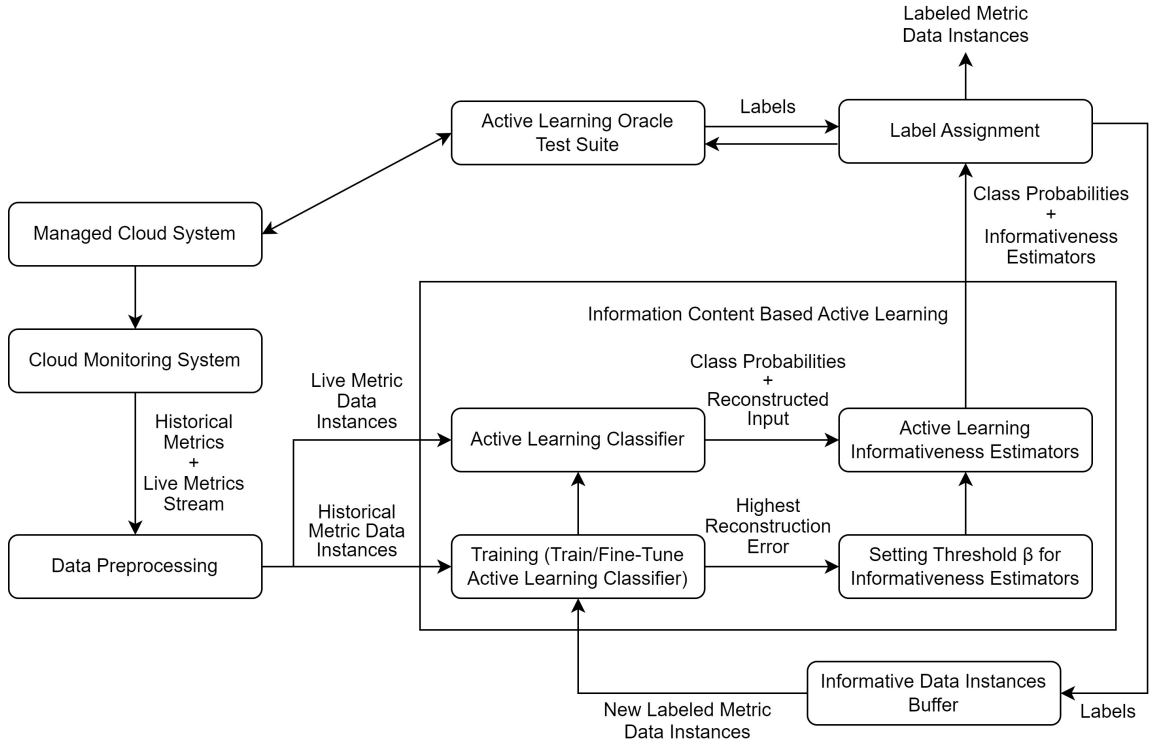 Labeled Metric
Data Instances
Active Learning Oracle
Test Suite
Labels
Label Assignment
Class Probabilities
+
Informativeness
Estimators
Managed Cloud System
Information Content Based Active Learning
Cloud Monitoring System
Live Metric
Data
Instances
Class Probabilities
+
Reconstructed
Input
Historical
Metrics
+
Live Metrics
Stream
Active Learning Classifier
Active Learning
Informativeness Estimators
Historical
Metric Data
Instances
Highest
Reconstruction
Error
Data Preprocessing
Training (Train/Fine-Tune
Active Learning Classifier)
Setting Threshold β for
Informativeness Estimators
Informative Data Instances
Buffer
New Labeled Metric
Data Instances
Labels